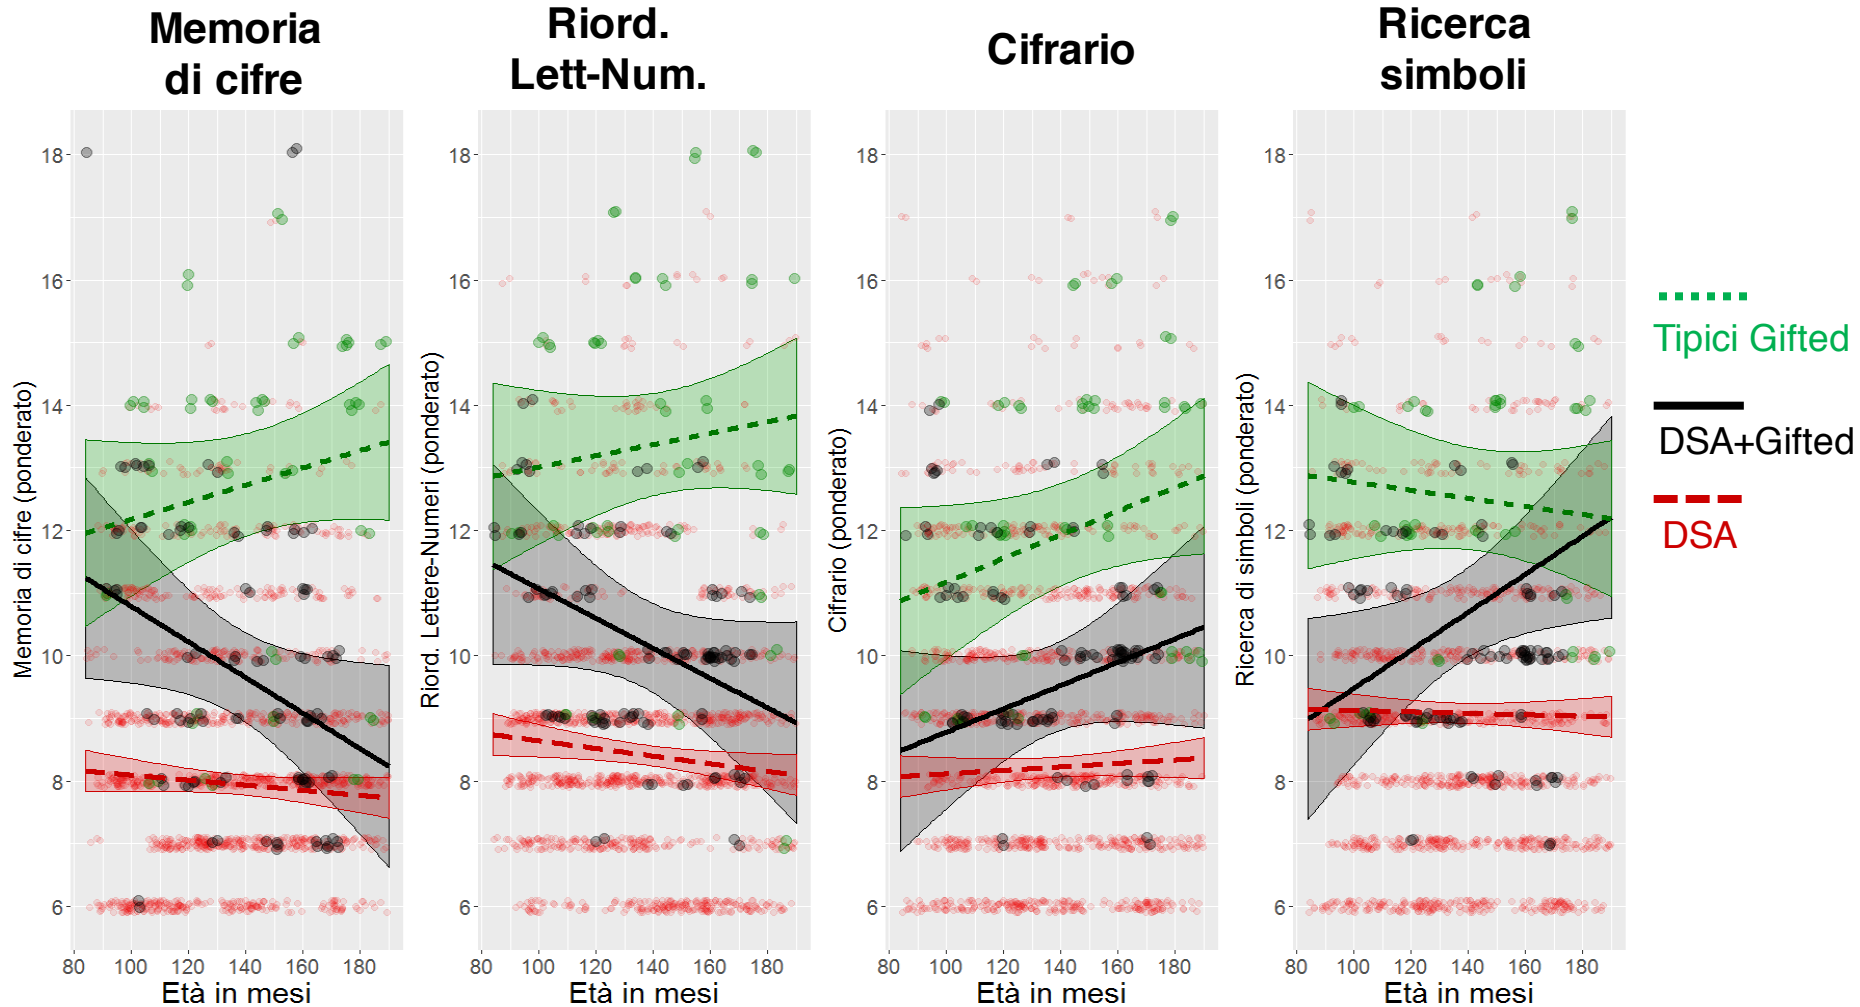 Memoria
di cifre
Riord.
Lett-Num.
Cifrario
Ricerca
simboli
Memoria di cifre (ponderato)
18
16
14
12
10
8
6
80 100 120 140 160 180
Età in mesi
Riord. Lettere-Numeri (ponderato)
18
16
14
12
10
8
6
80 100 120 140 160 180
Età in mesi
Cifrario (ponderato)
18
16
14
12
10
8
6
80 100 120 140 160 180
Età in mesi
Ricerca di simboli (ponderato)
18
16
14
12
10
8
6
80 100 120 140 160 180
Età in mesi
Tipici Gifted
DSA+Gifted
DSA